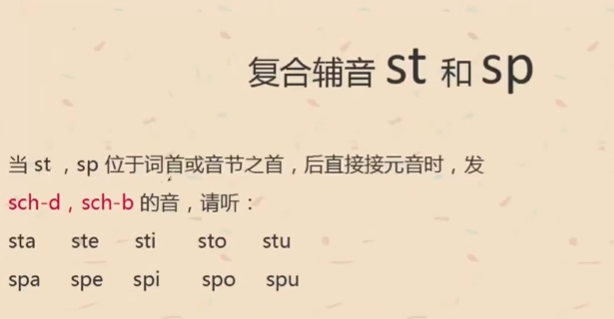 复合辅音 st 和 sp
当 st ，sp 位于词首或音节之首，后直接接元音时，发
sch-d，sch-b 的音，请听：
sta ste sti sto stu
spa spe spi spo spu